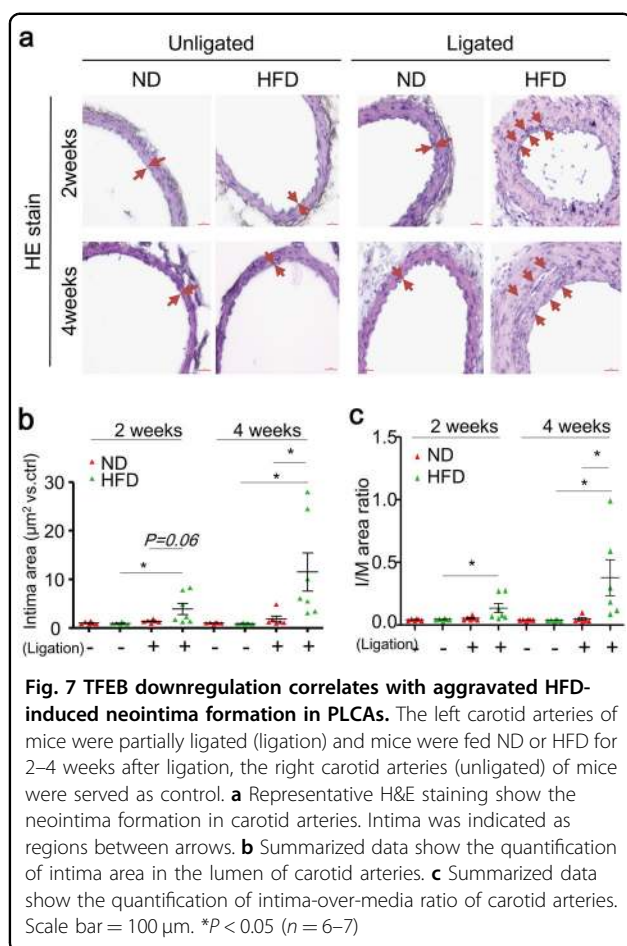 a
Unligated Ligated
ND HFD ND HFD
HE stain
2weeks
4weeks
b
2 weeks 4 weeks
ND
HFD
P=0.06
* * *
Intima area (μm² vs.ctrl)
30
20
10
0
(Ligation) - - + + - - + +
c
2 weeks 4 weeks
ND
HFD
* * *
I/M area ratio
1.5
1.0
0.5
0.0
(Ligation) - - + + - - + +
Fig. 7 TFEB downregulation correlates with aggravated HFD-
induced neointima formation in PLCAs. The left carotid arteries of
mice were partially ligated (ligation) and mice were fed ND or HFD for
2–4 weeks after ligation, the right carotid arteries (unligated) of mice
were served as control. a Representative H&E staining show the
neointima formation in carotid arteries. Intima was indicated as
regions between arrows. b Summarized data show the quantification
of intima area in the lumen of carotid arteries. c Summarized data
show the quantification of intima-over-media ratio of carotid arteries.
Scale bar = 100 μm. *P < 0.05 (n = 6–7)